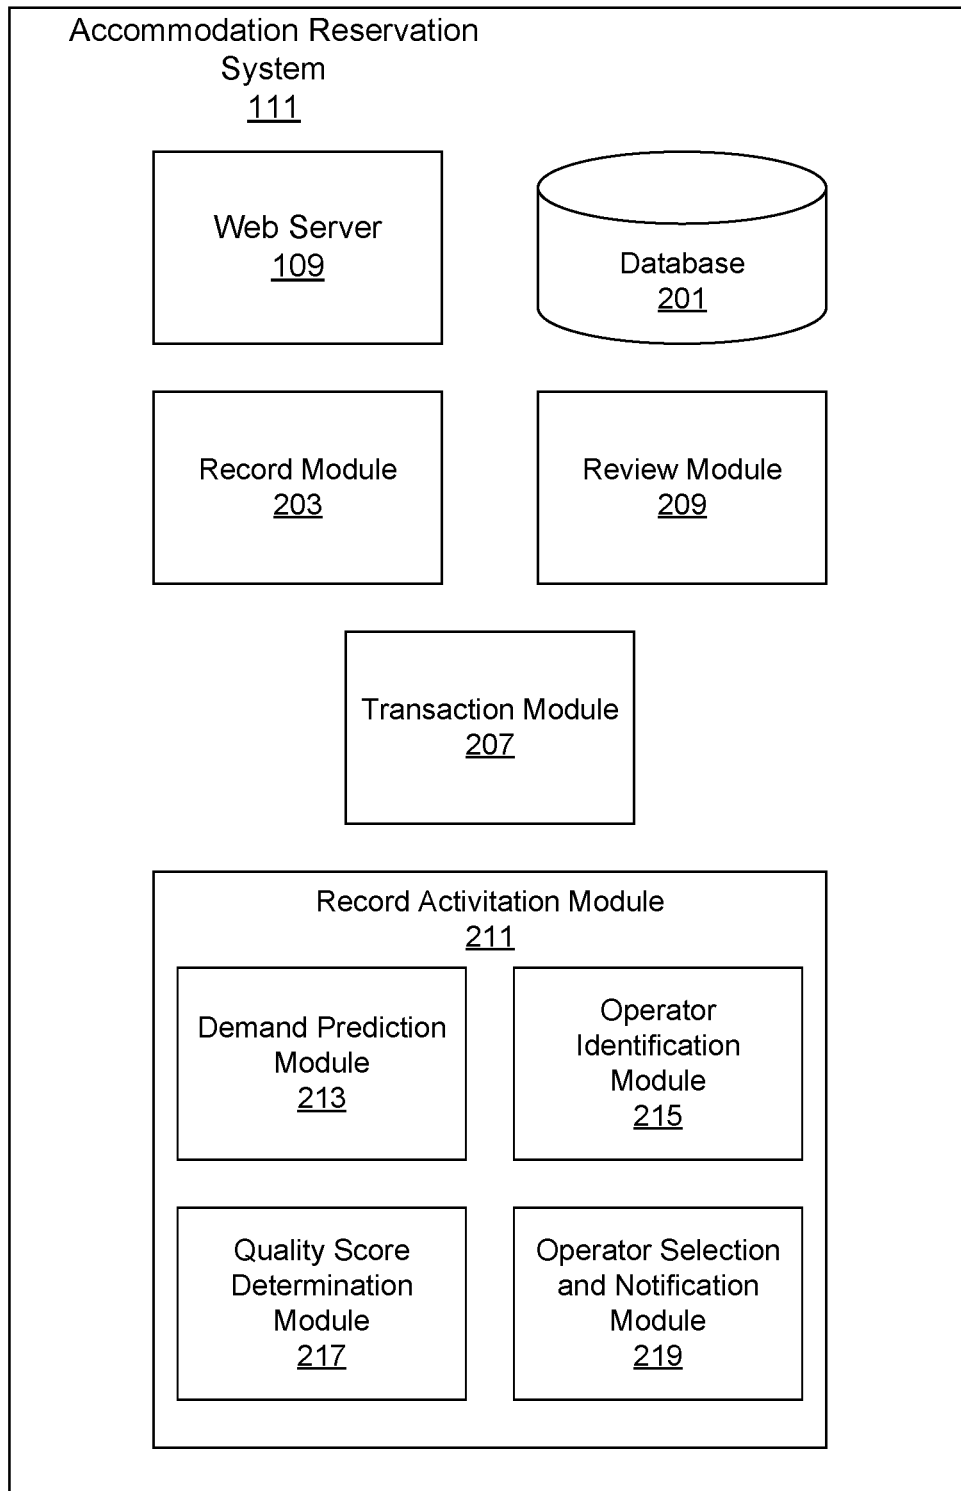 Accommodation Reservation
System
111
Web Server
109
Database
201
Record Module
203
Review Module
209
Transaction Module
207
Record Activitation Module
211
Demand Prediction
Module
213
Operator
Identification
Module
215
Quality Score
Determination
Module
217
Operator Selection
and Notification
Module
219